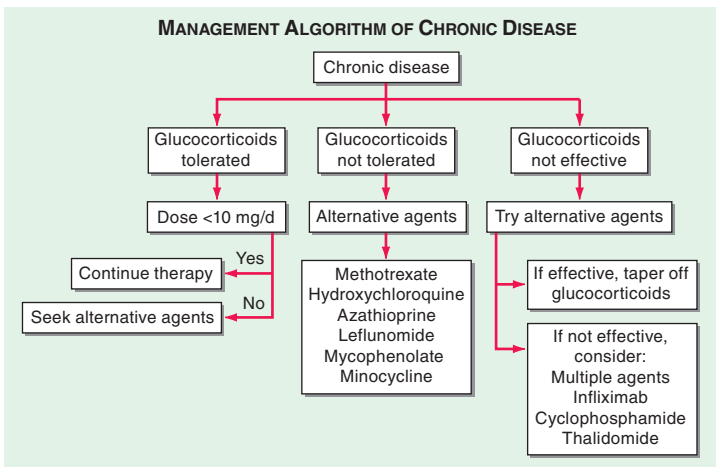 MANAGEMENT ALGORITHM OF CHRONIC DISEASE
Chronic disease
Glucocorticoids
tolerated
Glucocorticoids
not tolerated
Glucocorticoids
not effective
Dose <10 mg/d
Alternative agents
Try alternative agents
Yes
Continue therapy
No
Seek alternative agents
Methotrexate
Hydroxychloroquine
Azathioprine
Leflunomide
Mycophenolate
Minocycline
If effective, taper off
glucocorticoids
If not effective,
consider:
Multiple agents
Infliximab
Cyclophosphamide
Thalidomide